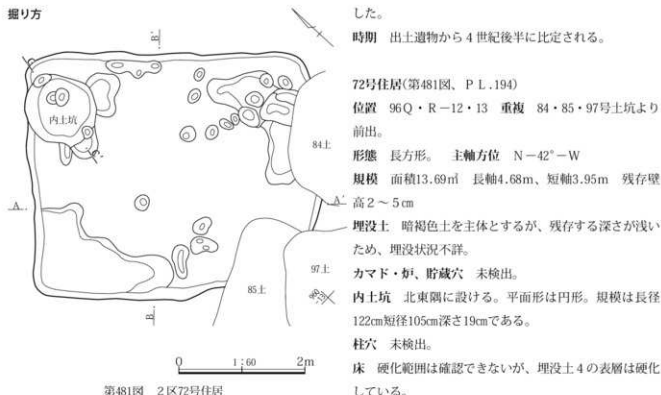 掘り方
B
B'
A
A'
内土坑
84土
85土
97土
0 1:60 2m
第481図 2区72号住居
した。
時期 出土遺物から4世紀後半に比定される。
72号住居(第481図、PL.194)
位置 96Q・R-12・13 重複 84・85・97号土坑より
前出。
形態 長方形。 主軸方位 N-42°-W
規模 面積13.69㎡ 長軸4.68m、短軸3.95m 残存壁
高2~5㎝
埋没土 暗褐色土を主体とするが、残存する深さが浅い
ため、埋没状況不詳。
カマド・炉、貯蔵穴 未検出。
内土坑 北東隅に設ける。平面形は円形。規模は長径
122㎝短径105㎝深さ19㎝である。
柱穴 未検出。
床 硬化範囲は確認できないが、埋没土4の表層は硬化
している。